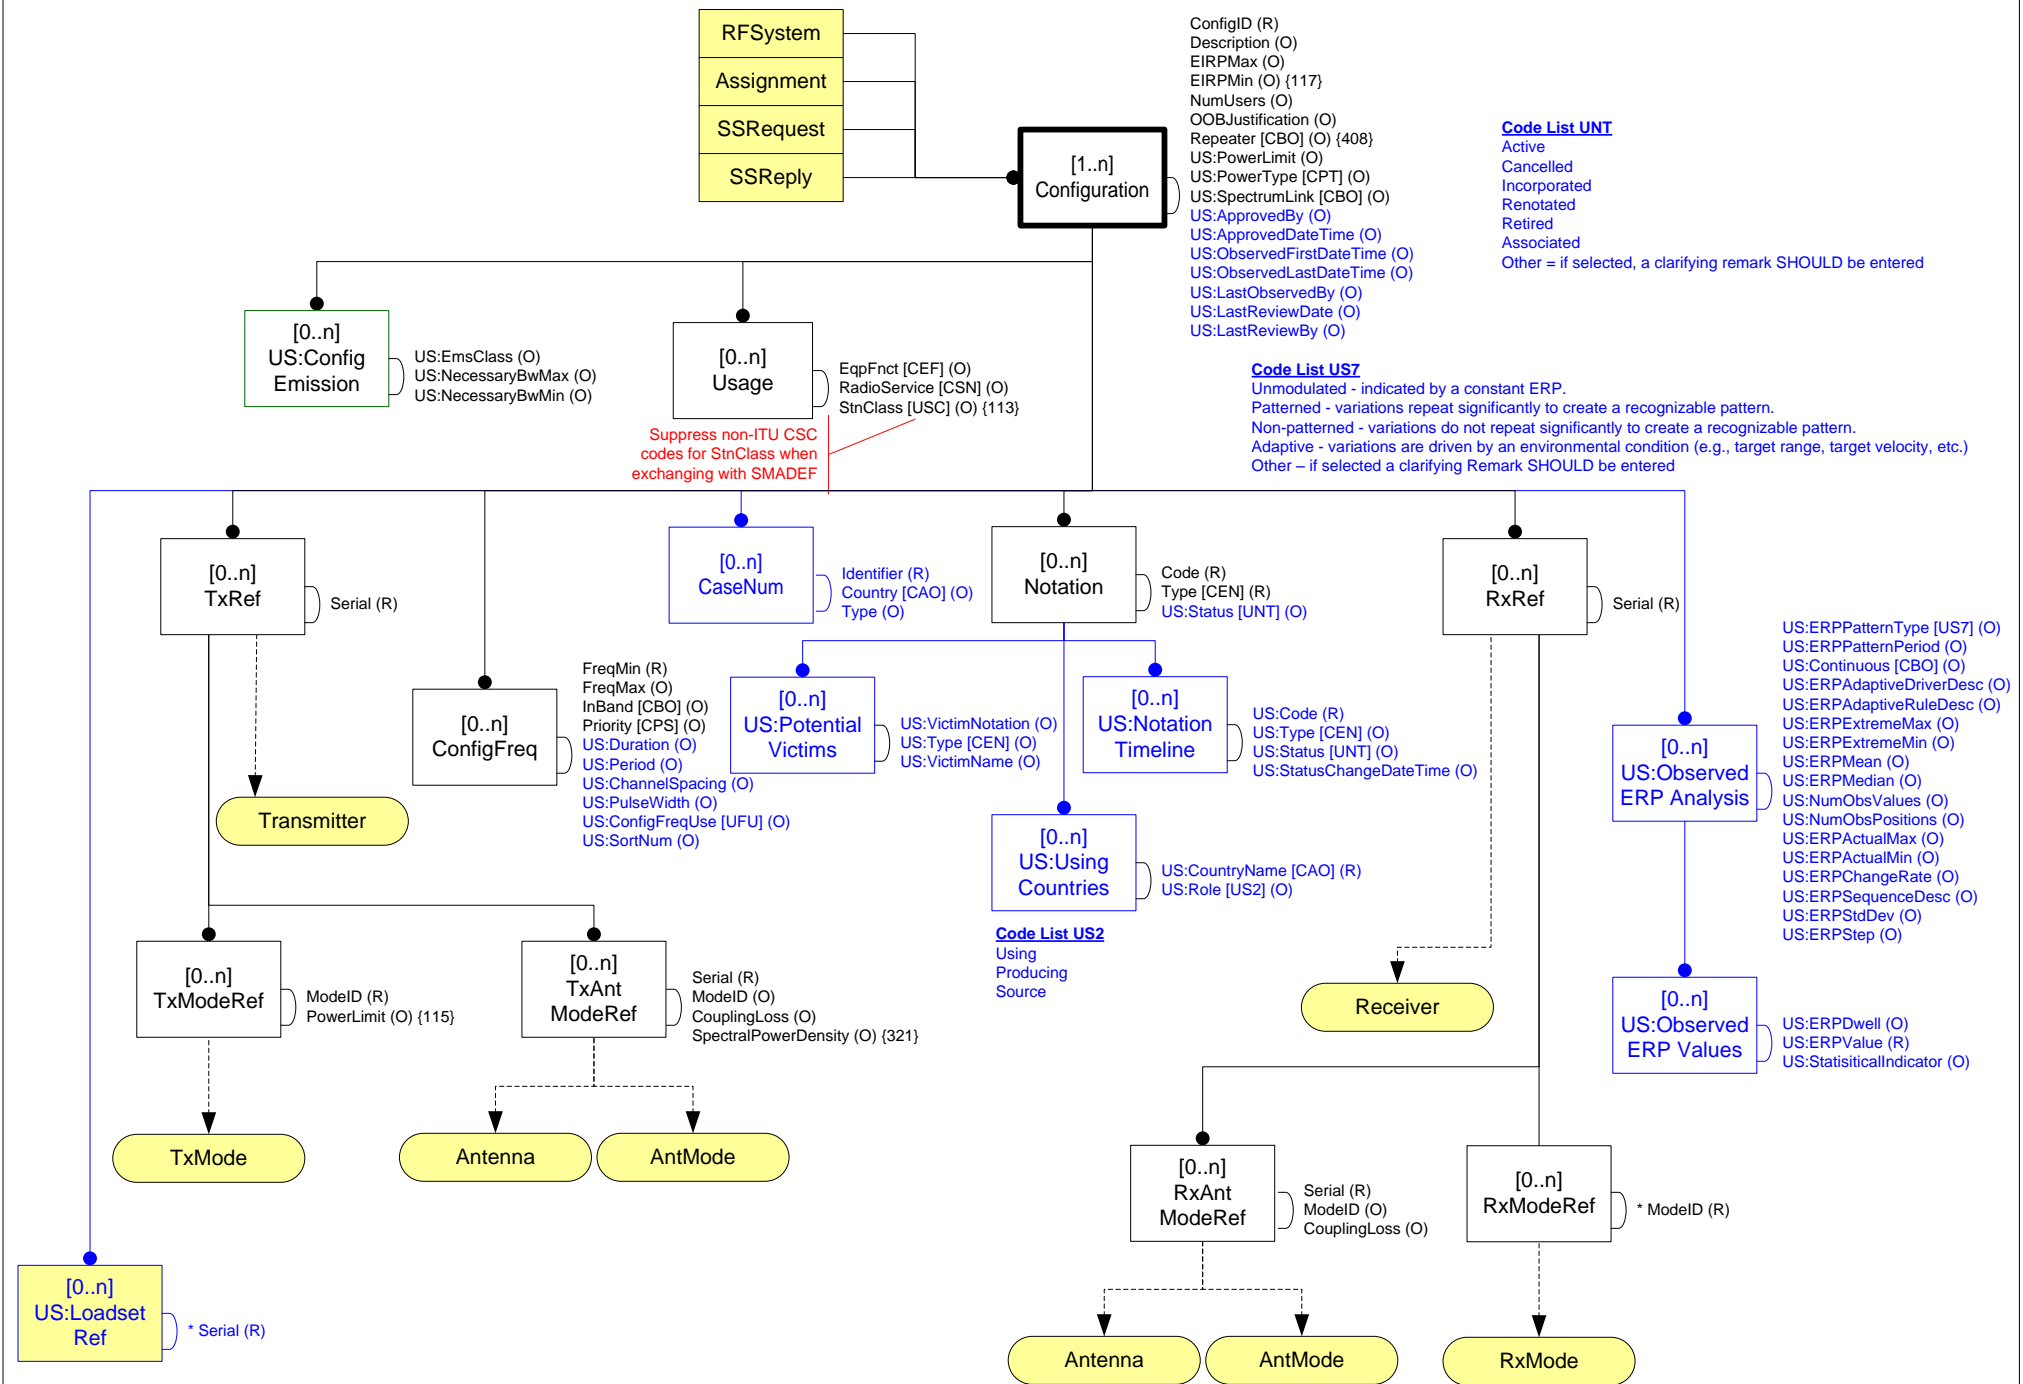 RFSystem
Assignment
SSRequest
SSReply
[1..n]
Configuration
ConfigID (R)
Description (O)
EIRPMax (O)
EIRPMin (O) {117}
NumUsers (O)
OOBJustification (O)
Repeater [CBO] (O) {408}
US:PowerLimit (O)
US:PowerType [CPT] (O)
US:SpectrumLink [CBO] (O)
US:ApprovedBy (O)
US:ApprovedDateTime (O)
US:ObservedFirstDateTime (O)
US:ObservedLastDateTime (O)
US:LastObservedBy (O)
US:LastReviewDate (O)
US:LastReviewBy (O)
Code List UNT
Active
Cancelled
Incorporated
Renotated
Retired
Associated
Other = if selected, a clarifying remark SHOULD be entered
[0..n]
US:Config
Emission
US:EmsClass (O)
US:NecessaryBwMax (O)
US:NecessaryBwMin (O)
[0..n]
Usage
EqpFnct [CEF] (O)
RadioService [CSN] (O)
StnClass [USC] (O) {113}
Suppress non-ITU CSC
codes for StnClass when
exchanging with SMADEF
Code List US7
Unmodulated - indicated by a constant ERP.
Patterned - variations repeat significantly to create a recognizable pattern.
Non-patterned - variations do not repeat significantly to create a recognizable pattern.
Adaptive - variations are driven by an environmental condition (e.g., target range, target velocity, etc.)
Other – if selected a clarifying Remark SHOULD be entered
[0..n]
TxRef
Serial (R)
[0..n]
CaseNum
Identifier (R)
Country [CAO] (O)
Type (O)
[0..n]
Notation
Code (R)
Type [CEN] (R)
US:Status [UNT] (O)
[0..n]
RxRef
Serial (R)
[0..n]
ConfigFreq
FreqMin (R)
FreqMax (O)
InBand [CBO] (O)
Priority [CPS] (O)
US:Duration (O)
US:Period (O)
US:ChannelSpacing (O)
US:PulseWidth (O)
US:ConfigFreqUse [UFU] (O)
US:SortNum (O)
[0..n]
US:Potential
Victims
US:VictimNotation (O)
US:Type [CEN] (O)
US:VictimName (O)
[0..n]
US:Notation
Timeline
US:Code (R)
US:Type [CEN] (O)
US:Status [UNT] (O)
US:StatusChangeDateTime (O)
[0..n]
US:Observed
ERP Analysis
US:ERPPatternType [US7] (O)
US:ERPPatternPeriod (O)
US:Continuous [CBO] (O)
US:ERPAdaptiveDriverDesc (O)
US:ERPAdaptiveRuleDesc (O)
US:ERPExtremeMax (O)
US:ERPExtremeMin (O)
US:ERPMean (O)
US:ERPMedian (O)
US:NumObsValues (O)
US:NumObsPositions (O)
US:ERPActualMax (O)
US:ERPActualMin (O)
US:ERPChangeRate (O)
US:ERPSequenceDesc (O)
US:ERPStdDev (O)
US:ERPStep (O)
Transmitter
[0..n]
US:Using
Countries
US:CountryName [CAO] (R)
US:Role [US2] (O)
Code List US2
Using
Producing
Source
[0..n]
TxModeRef
ModeID (R)
PowerLimit (O) {115}
[0..n]
TxAnt
ModeRef
Serial (R)
ModeID (O)
CouplingLoss (O)
SpectralPowerDensity (O) {321}
Receiver
[0..n]
US:Observed
ERP Values
US:ERPDwell (O)
US:ERPValue (R)
US:StatisiticalIndicator (O)
TxMode
Antenna
AntMode
[0..n]
RxAnt
ModeRef
Serial (R)
ModeID (O)
CouplingLoss (O)
[0..n]
RxModeRef
* ModeID (R)
[0..n]
US:Loadset
Ref
* Serial (R)
Antenna
AntMode
RxMode